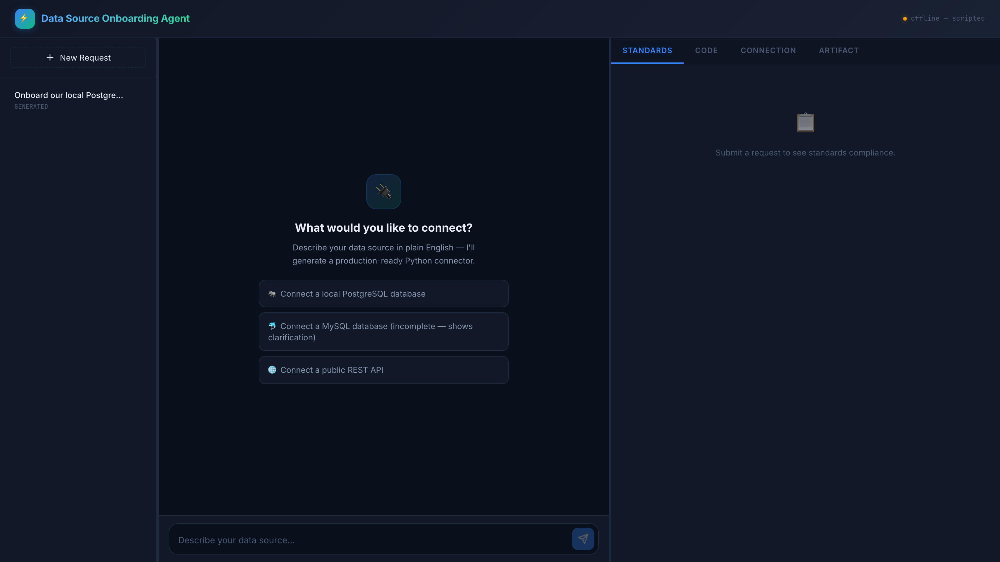 Data Source Onboarding Agent
offline — scripted
New Request
Onboard our local Postgre...
GENERATED
What would you like to connect?
Describe your data source in plain English — I'll
generate a production-ready Python connector.
Connect a local PostgreSQL database
Connect a MySQL database (incomplete — shows
clarification)
Connect a public REST API
Describe your data source...
STANDARDS
CODE
CONNECTION
ARTIFACT
Submit a request to see standards compliance.